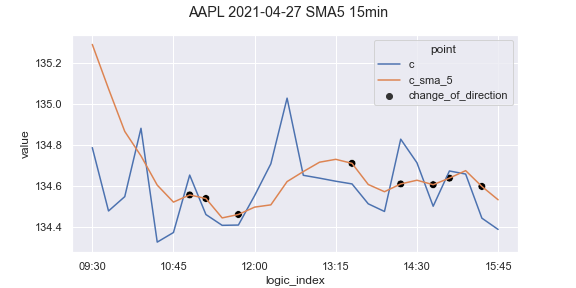 AAPL 2021-04-27 SMA5 15min
point
c
c_sma_5
change_of_direction
value
135.2
135.0
134.8
134.6
134.4
09:30 10:45 12:00 13:15 14:30 15:45
logic_index